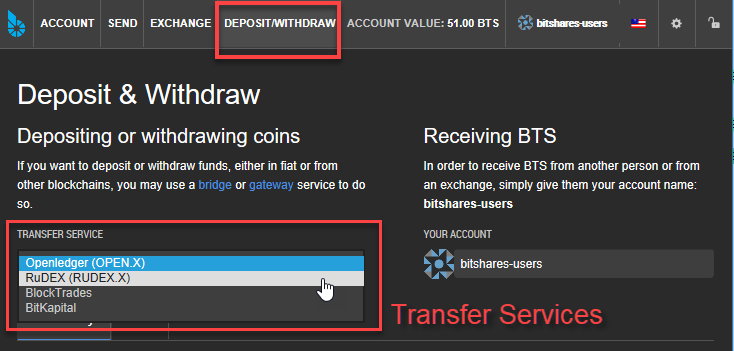 ACCOUNT SEND EXCHANGE DEPOSIT/WITHDRAW ACCOUNT VALUE: 51.00 BTS bitshares-users
Deposit & Withdraw
Depositing or withdrawing coins
If you want to deposit or withdraw funds, either in fiat or from
other blockchains, you may use a bridge or gateway service to do
so.
TRANSFER SERVICE
Openledger (OPEN.X)
RuDEX (RUDEX.X)
BlockTrades
BitKapital
Receiving BTS
In order to receive BTS from another person or from
an exchange, simply give them your account name:
bitshares-users
YOUR ACCOUNT
bitshares-users
Transfer Services